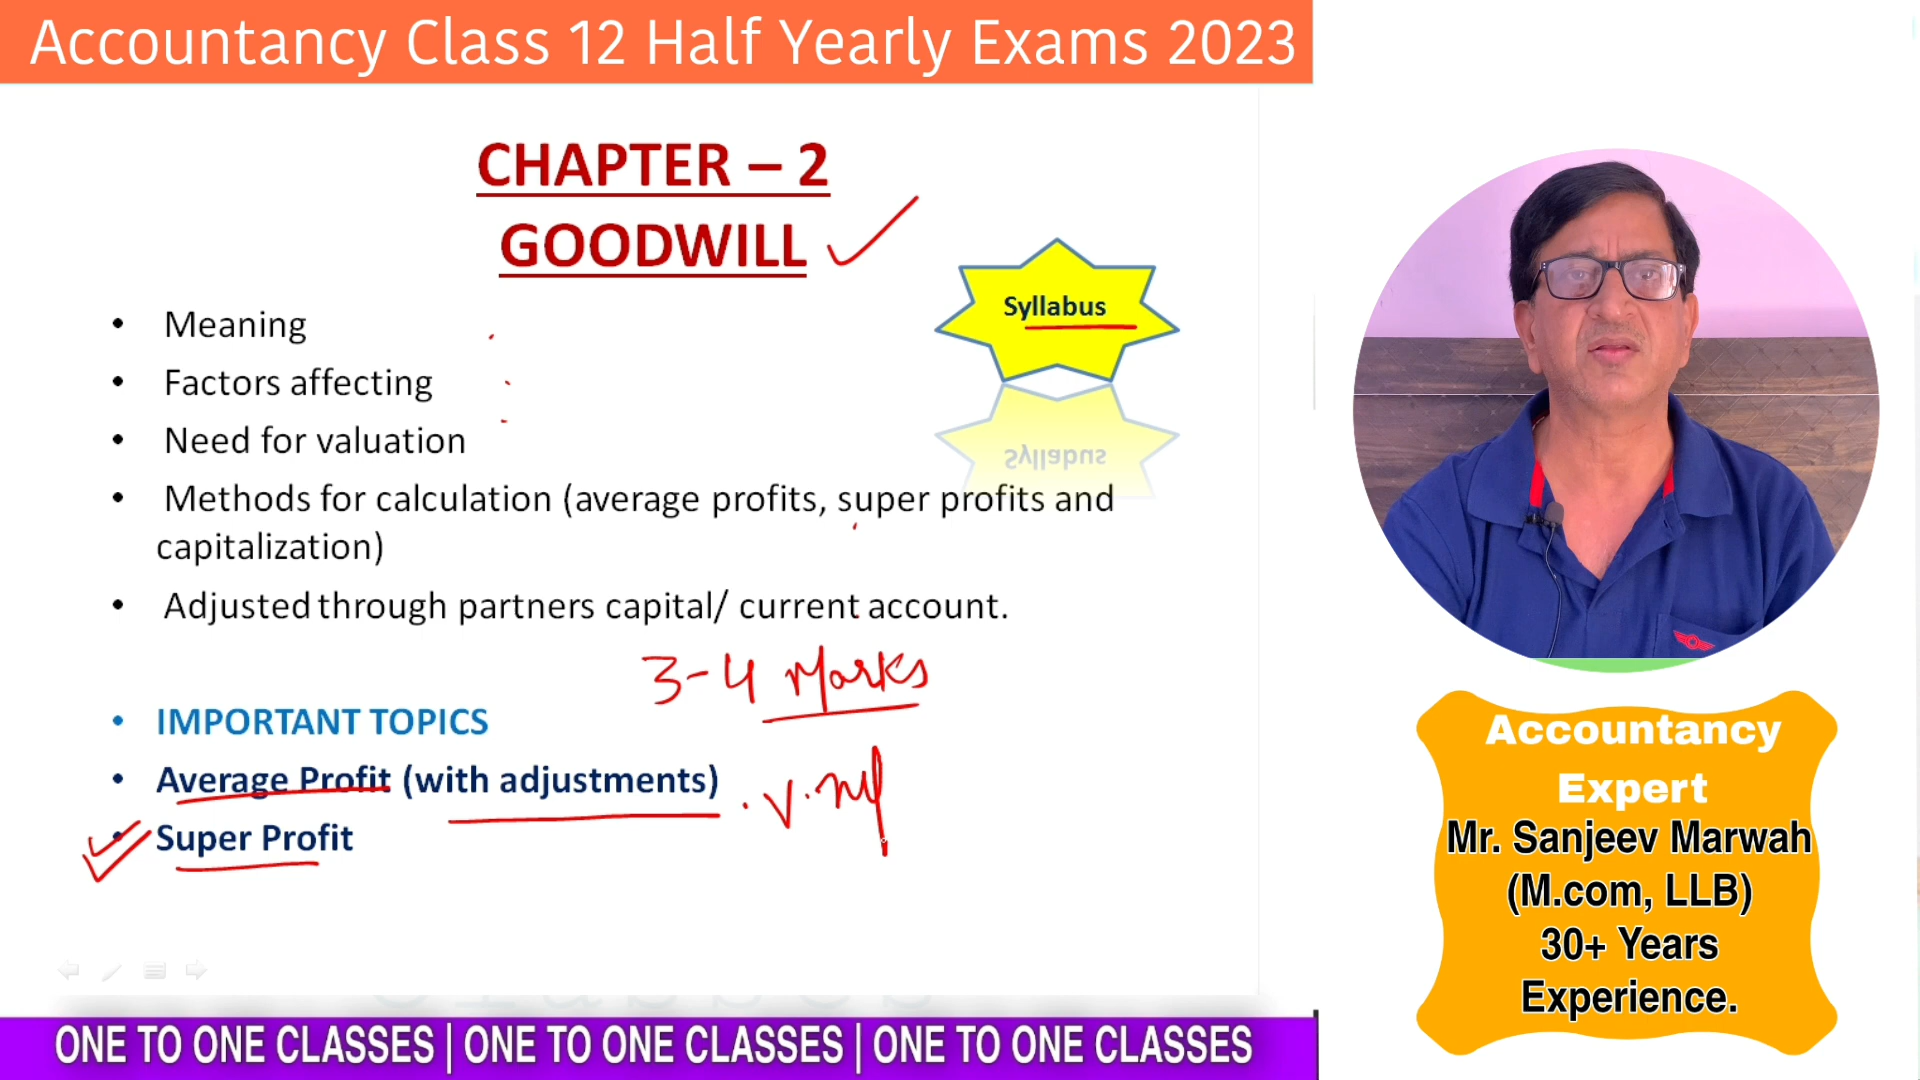 Accountancy Class 12 Half Yearly Exams 2023
CHAPTER – 2
GOODWILL
Syllabus
• Meaning
• Factors affecting
• Need for valuation
• Methods for calculation (average profits, super profits and
capitalization)
• Adjusted through partners capital/ current account.
3-4 Marks
• IMPORTANT TOPICS
• Average Profit (with adjustments)
• Super Profit
ONE TO ONE CLASSES | ONE TO ONE CLASSES | ONE TO ONE CLASSES
Accountancy
Expert
Mr. Sanjeev Marwah
(M.com, LLB)
30+ Years
Experience.